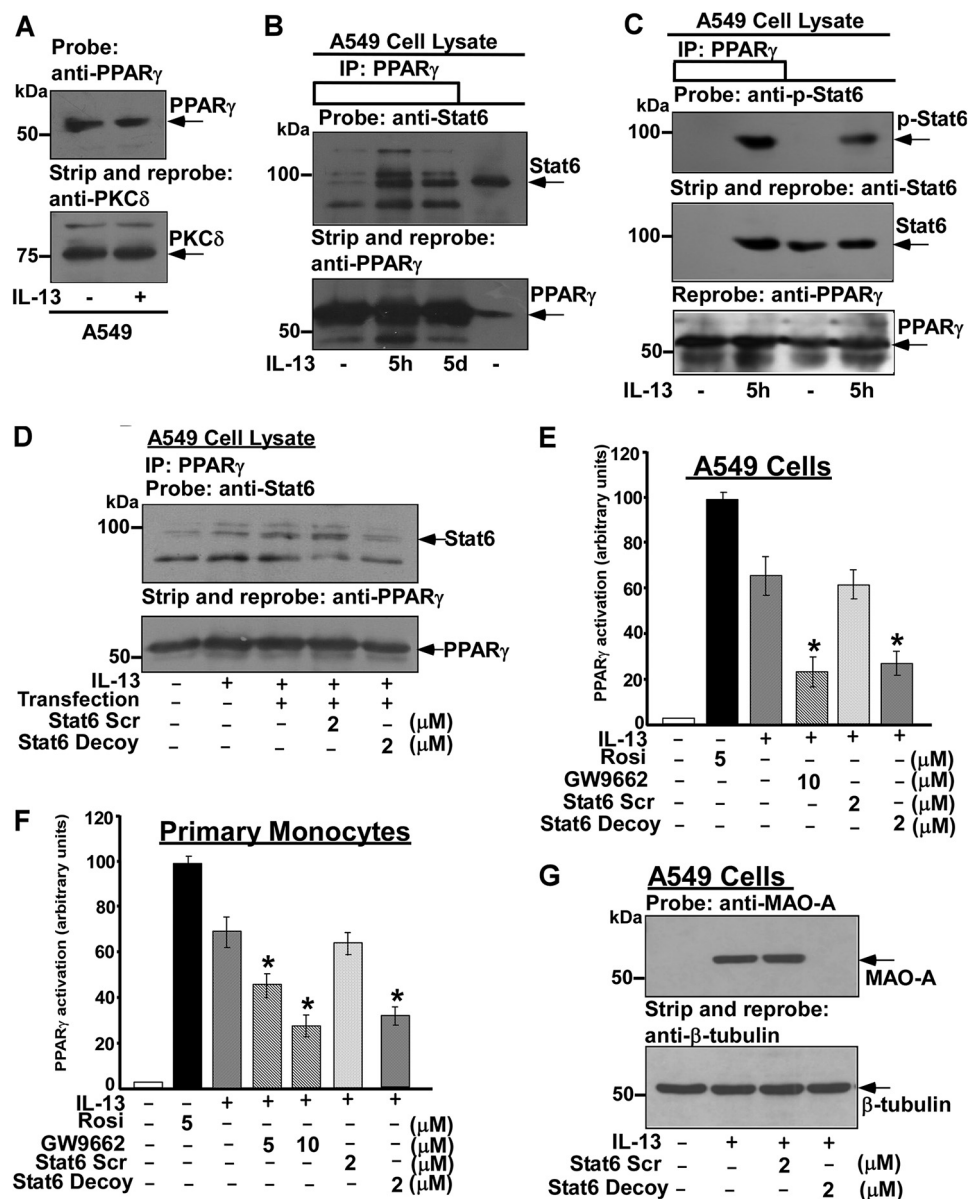 A
Probe:
anti-PPARγ
kDa
PPARγ
50
Strip and reprobe:
anti-PKCδ
PKCδ
75
IL-13 - +
A549
B
A549 Cell Lysate
IP: PPARγ
Probe: anti-Stat6
kDa
100
Stat6
Strip and reprobe:
anti-PPARγ
PPARγ
50
IL-13 - 5h 5d -
C
A549 Cell Lysate
IP: PPARγ
Probe: anti-p-Stat6
kDa
100
p-Stat6
Strip and reprobe: anti-Stat6
100
Stat6
Reprobe: anti-PPARγ
PPARγ
50
IL-13 - 5h - 5h
D
A549 Cell Lysate
IP: PPARγ
Probe: anti-Stat6
kDa
100
Stat6
Strip and reprobe: anti-PPARγ
50
PPARγ
IL-13 - + + + +
Transfection - - + + +
Stat6 Scr - - - 2 - (μM)
Stat6 Decoy - - - - 2 (μM)
E
A549 Cells
PPARγ activation (arbitrary units)
120
100
80
60
40
20
0
* *
IL-13 - - + + + +
Rosi - 5 - - - - (μM)
GW9662 - - - 10 - - (μM)
Stat6 Scr - - - - 2 - (μM)
Stat6 Decoy - - - - - 2 (μM)
F
Primary Monocytes
PPARγ activation (arbitrary units)
120
100
80
60
40
20
0
* * *
IL-13 - - + + + + +
Rosi - 5 - - - - - (μM)
GW9662 - - - 5 10 - - (μM)
Stat6 Scr - - - - - 2 - (μM)
Stat6 Decoy - - - - - - 2 (μM)
G
A549 Cells
Probe: anti-MAO-A
kDa
50
MAO-A
Strip and reprobe:
anti-β-tubulin
50
β-tubulin
IL-13 - + + +
Stat6 Scr - - 2 - (μM)
Stat6 Decoy - - - 2 (μM)